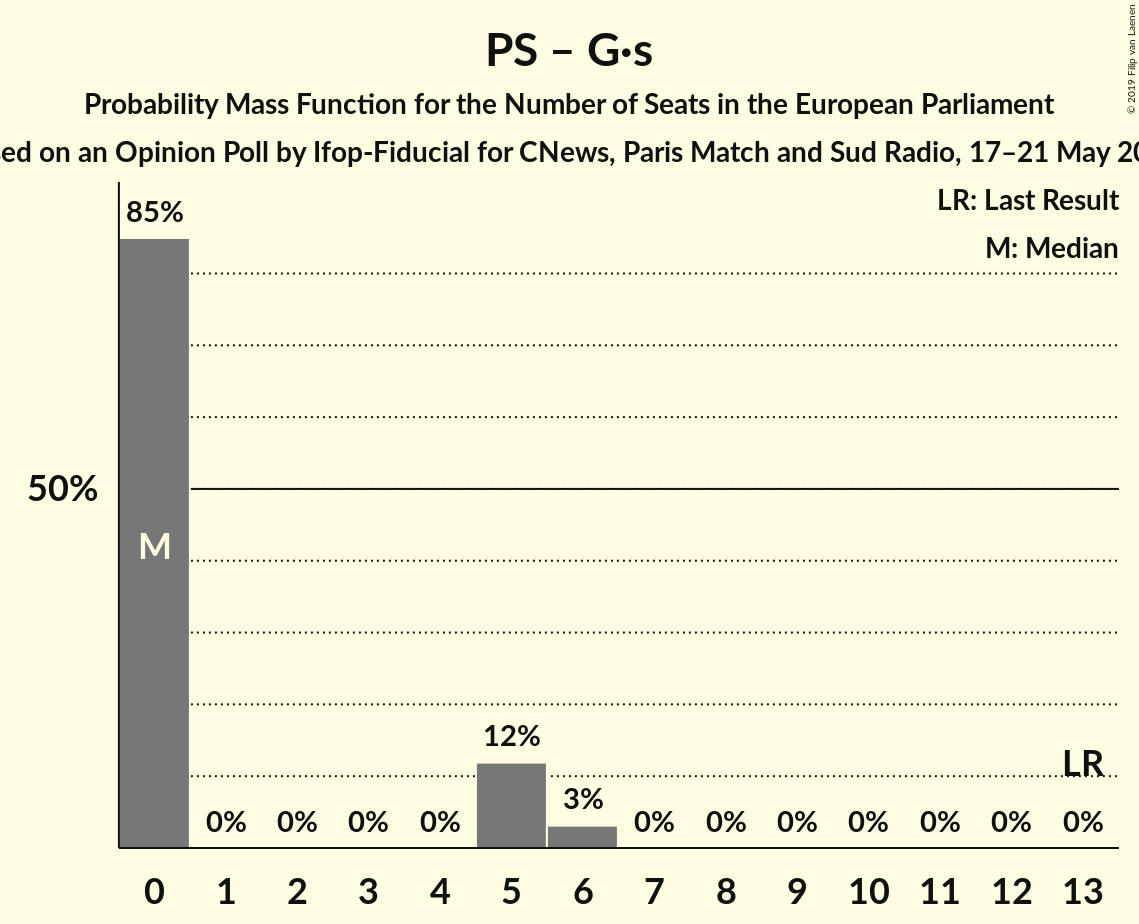 © 2019 Filip van Laenen
PS – G·s
Probability Mass Function for the Number of Seats in the European Parliament
on an Opinion Poll by Ifop-Fiducial for CNews, Paris Match and Sud Radio, 17–21 May
LR: Last Result
M: Median
85%
50%
M
12%
LR
3%
0% 0% 0% 0% 0% 0% 0% 0% 0% 0% 0%
0 1 2 3 4 5 6 7 8 9 10 11 12 13